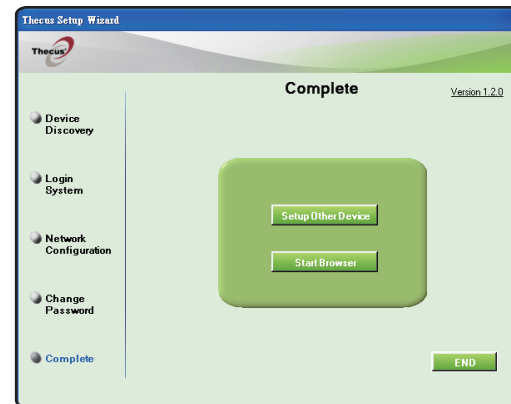 Thecus Setup Wizard
Thecus
Complete
Version 1.2.0
Device
Discovery
Login
System
Network
Configuration
Change
Password
Complete
Setup Other Device
Start Browser
END